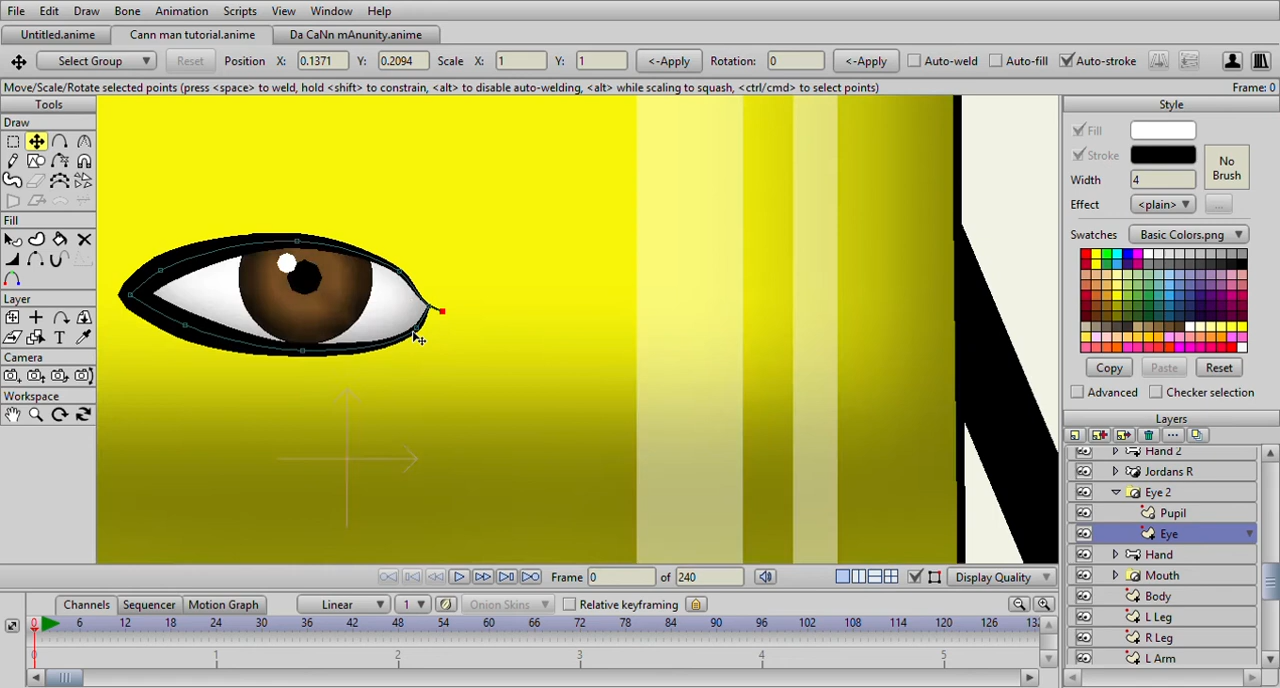 File Edit Draw Bone Animation Scripts View Window Help
Untitled.anime Cann man tutorial.anime Da CaNn mAnunity.anime
Select Group Reset Position X: 0.1371 Y: 0.2094 Scale X: 1 Y: 1 <-Apply Rotation: 0 <-Apply Auto-weld Auto-fill Auto-stroke
Move/Scale/Rotate selected points (press <space> to weld, hold <shift> to constrain, <alt> to disable auto-welding, <alt> while scaling to squash, <ctrl/cmd> to select points) Frame: 0
Tools
Draw
Fill
Layer
Camera
Workspace
Style
Fill
Stroke
No
Brush
Width 4
Effect <plain> ...
Swatches Basic Colors.png
Copy Paste Reset
Advanced Checker selection
Layers
Hand 2
Jordans R
Eye 2
Pupil
Eye
Hand
Mouth
Body
L Leg
R Leg
L Arm
Frame 0 of 240 Display Quality
Channels Sequencer Motion Graph Linear 1 Onion Skins Relative keyframing
0 6 12 18 24 30 36 42 48 54 60 66 72 78 84 90 96 102 108 114 120 126 13
0 1 2 3 4 5